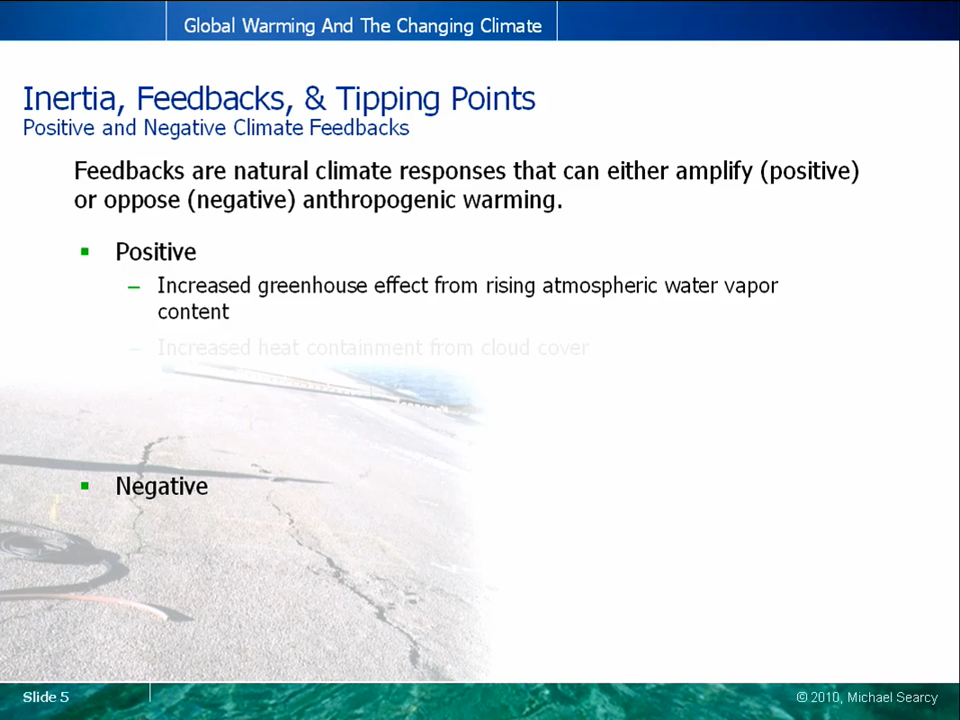 Global Warming And The Changing Climate
Inertia, Feedbacks, & Tipping Points
Positive and Negative Climate Feedbacks
Feedbacks are natural climate responses that can either amplify (positive)
or oppose (negative) anthropogenic warming.
Positive
– Increased greenhouse effect from rising atmospheric water vapor
content
– Increased heat containment from cloud cover
Negative
Slide 5
© 2010, Michael Searcy